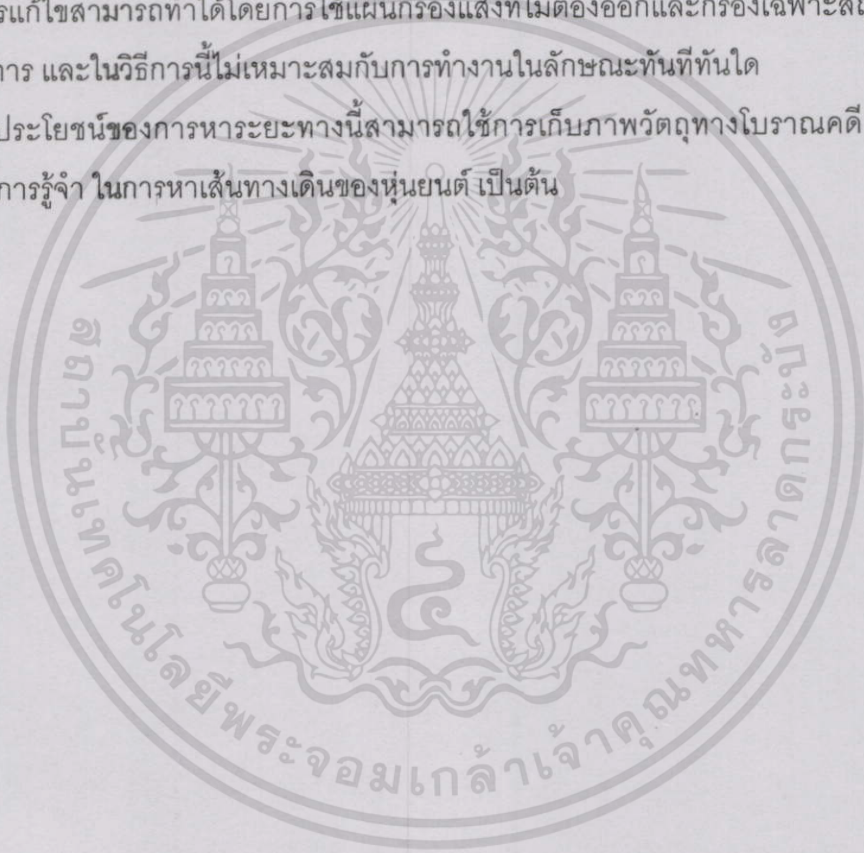 รแก้ไขสามารถทำได้โดยการใช้แผ่นกรองแสงที่ไม่ต้องออกและกรองเฉพาะ
การ และในวิธีการนี้ไม่เหมาะสมกับการทำงานในลักษณะทันทีทันใด
ประโยชน์ของการหาระยะทางนี้สามารถใช้การเก็บภาพวัตถุทางโบราณคดี
การรู้จำ ในการหาเส้นทางเดินของหุ่นยนต์ เป็นต้น
๔
สถาบันเทคโนโลยีพระจอมเกล้าเจ้าคุณทหารลาดกระบัง